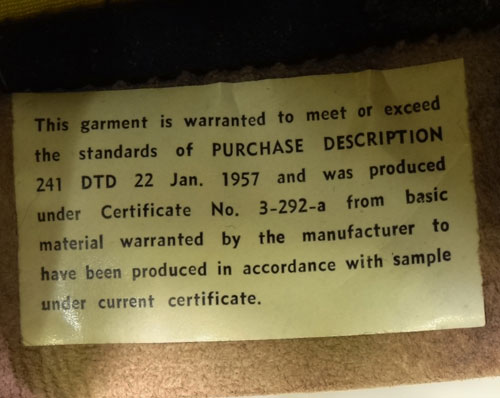 This garment is warranted to meet or exceed
the standards of PURCHASE DESCRIPTION
241 DTD 22 Jan. 1957 and was produced
under Certificate No. 3-292-a from basic
material warranted by the manufacturer to
have been produced in accordance with sample
under current certificate.